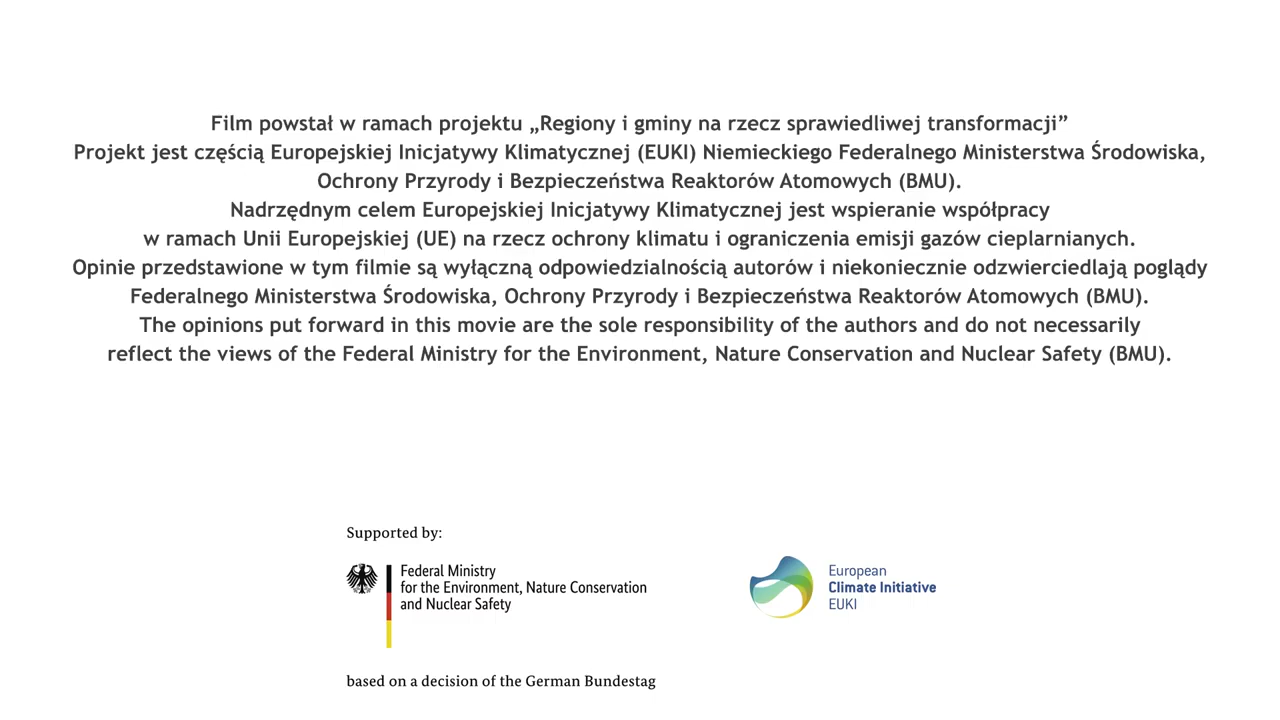 Film powstał w ramach projektu „Regiony i gminy na rzecz sprawiedliwej transformacji”
Projekt jest częścią Europejskiej Inicjatywy Klimatycznej (EUKI) Niemieckiego Federalnego Ministerstwa Środowiska,
Ochrony Przyrody i Bezpieczeństwa Reaktorów Atomowych (BMU).
Nadrzędnym celem Europejskiej Inicjatywy Klimatycznej jest wspieranie współpracy
w ramach Unii Europejskiej (UE) na rzecz ochrony klimatu i ograniczenia emisji gazów cieplarnianych.
Opinie przedstawione w tym filmie są wyłączną odpowiedzialnością autorów i niekoniecznie odzwierciedlają poglądy
Federalnego Ministerstwa Środowiska, Ochrony Przyrody i Bezpieczeństwa Reaktorów Atomowych (BMU).
The opinions put forward in this movie are the sole responsibility of the authors and do not necessarily
reflect the views of the Federal Ministry for the Environment, Nature Conservation and Nuclear Safety (BMU).
Supported by:
Federal Ministry
for the Environment, Nature Conservation
and Nuclear Safety
based on a decision of the German Bundestag
European
Climate Initiative
EUKI